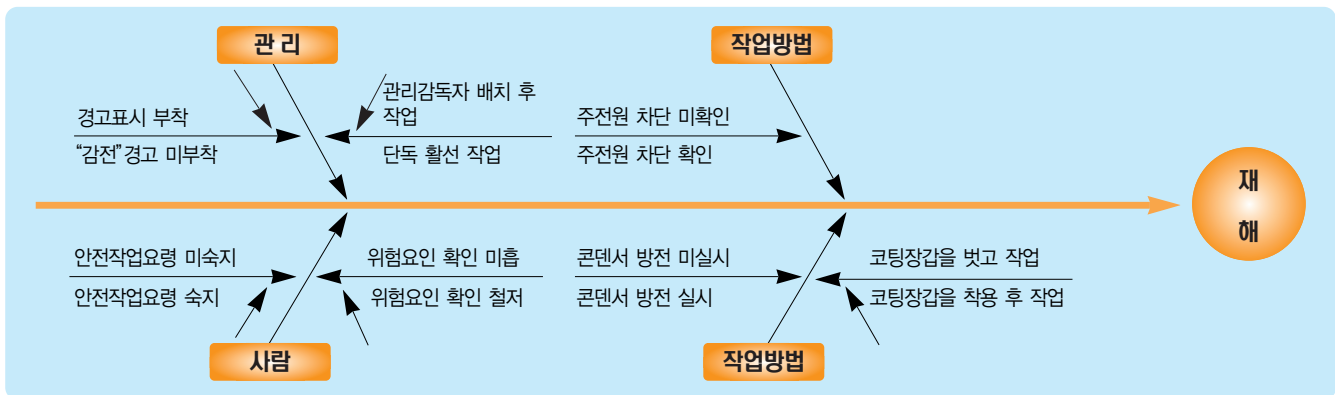 관 리
경고표시 부착
“감전”경고 미부착
관리감독자 배치 후
작업
단독 활선 작업
작업방법
주전원 차단 미확인
주전원 차단 확인
재
해
안전작업요령 미숙지
안전작업요령 숙지
위험요인 확인 미흡
위험요인 확인 철저
사람
콘덴서 방전 미실시
콘덴서 방전 실시
코팅장갑을 벗고 작업
코팅장갑을 착용 후 작업
작업방법